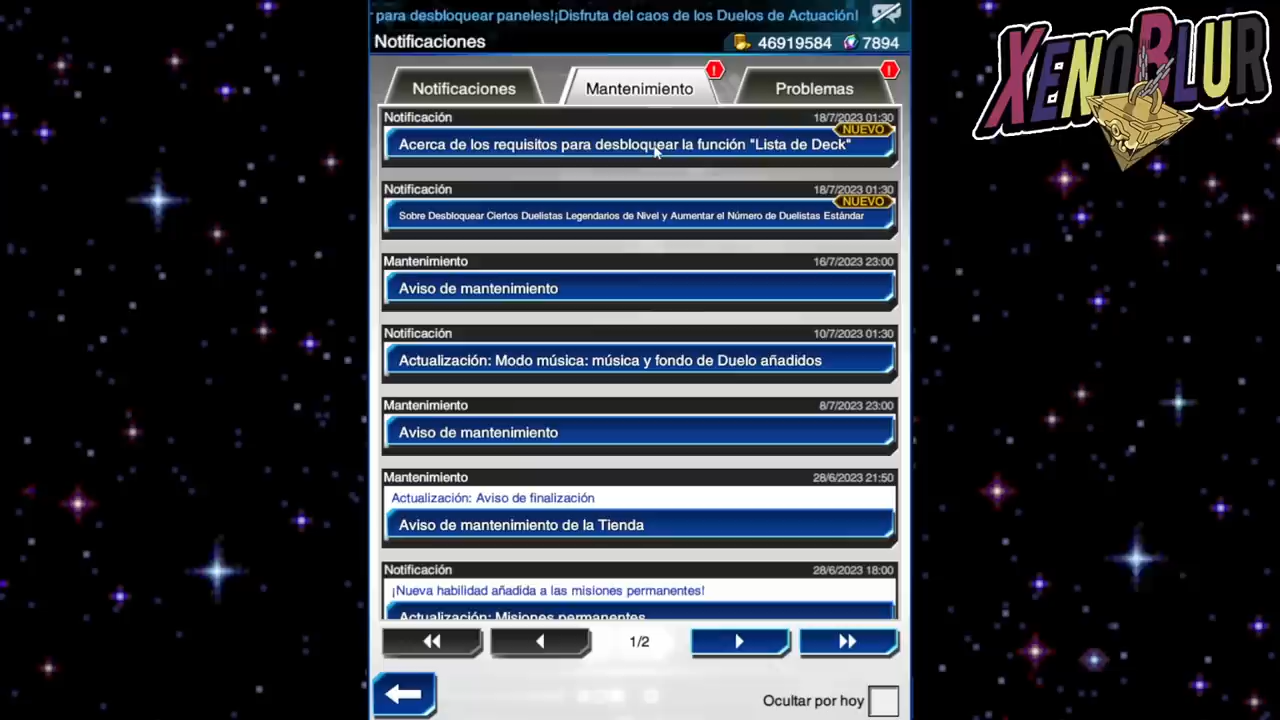 para desbloquear paneles!¡Disfruta del caos de los Duelos de Actuación!
Notificaciones
46919584
7894
XENOBLUR
Notificaciones
Mantenimiento
!
Problemas
!
Notificación
18/7/2023 01:30
NUEVO
Acerca de los requisitos para desbloquear la función "Lista de Deck"
Notificación
18/7/2023 01:30
NUEVO
Sobre Desbloquear Ciertos Duelistas Legendarios de Nivel y Aumentar el Número de Duelistas Estándar
Mantenimiento
16/7/2023 23:00
Aviso de mantenimiento
Notificación
10/7/2023 01:30
Actualización: Modo música: música y fondo de Duelo añadidos
Mantenimiento
8/7/2023 23:00
Aviso de mantenimiento
Mantenimiento
28/6/2023 21:50
Actualización: Aviso de finalización
Aviso de mantenimiento de la Tienda
Notificación
28/6/2023 18:00
¡Nueva habilidad añadida a las misiones permanentes!
Actualización: Misiones permanentes
1/2
Ocultar por hoy